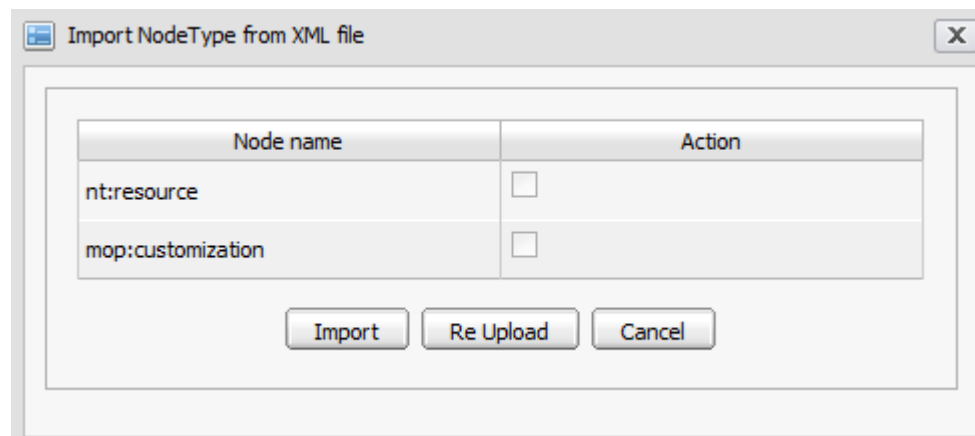 Import NodeType from XML file X
Node name Action
nt:resource
mop:customization
Import Re Upload Cancel